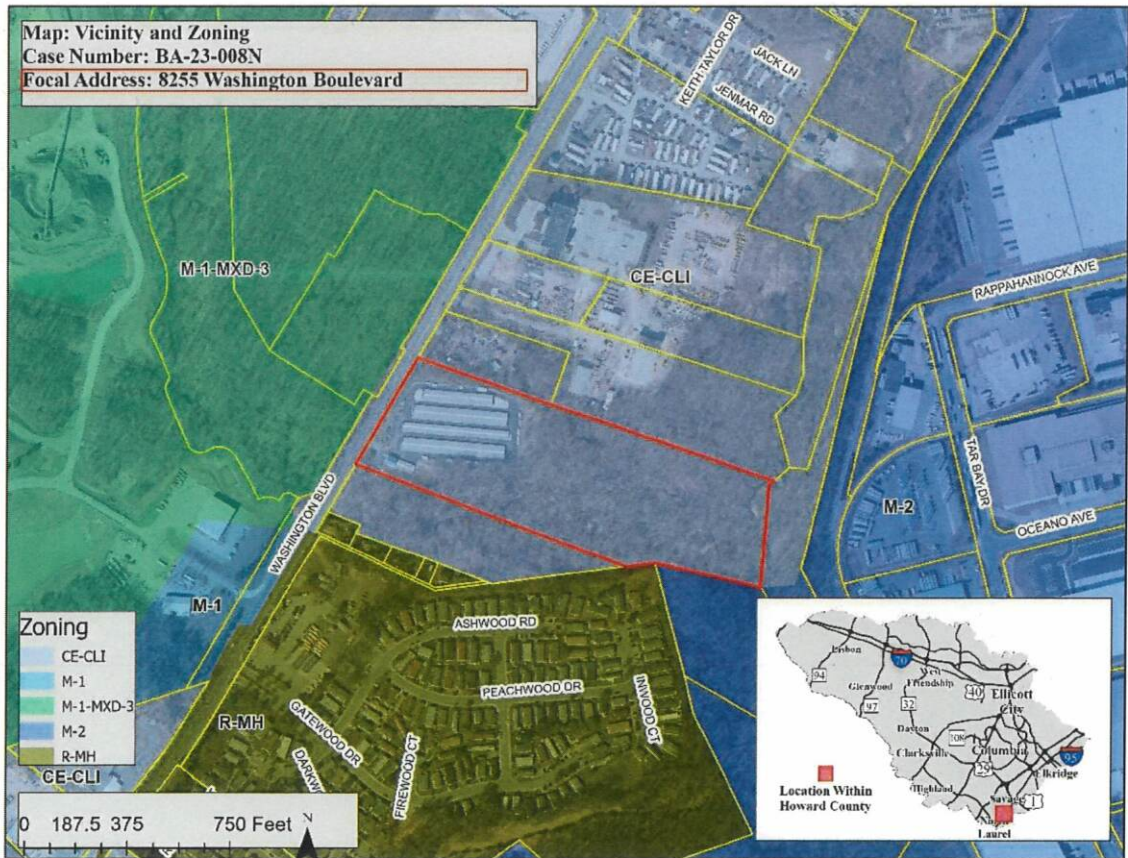 Map: Vicinity and Zoning
Case Number: BA-23-008N
Focal Address: 8255 Washington Boulevard
KEITH TAYLOR DR
JACK LN
JENMAR RD
M-1-MXD-3
CE-CLI
RAPPAHANNOCK AVE
TAR BAY DR
M-2
OCEANO AVE
WASHINGTON BLVD
M-1
ASHWOOD RD
PEACHWOOD DR
INWOOD CT
R-MH
GATEWOOD DR
FIREWOOD CT
DARKW
Zoning
CE-CLI
M-1
M-1-MXD-3
M-2
R-MH
CE-CLI
0 187.5 375 750 Feet
N
Lisbon
70
West
Friendship
94
Glenwood
40
Ellicott
City
97
32
Dayton
108
Columbia
Clarksville
29
95
Elkridge
Highland
Savage
1
Laurel
Location Within
Howard County